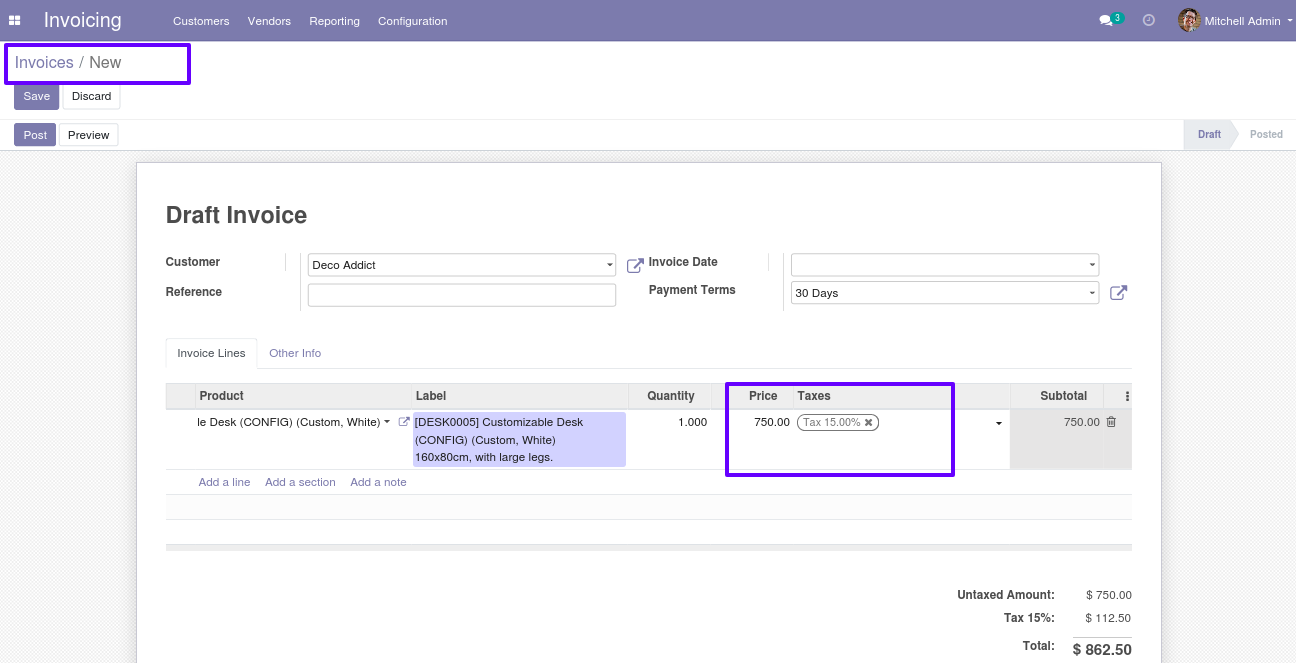 Invoicing Customers Vendors Reporting Configuration 3 Mitchell Admin
Invoices / New
Save Discard
Post Preview Draft Posted
Draft Invoice
Customer Deco Addict Invoice Date
Reference Payment Terms 30 Days
Invoice Lines Other Info
Product Label Quantity Price Taxes Subtotal
le Desk (CONFIG) (Custom, White) [DESK0005] Customizable Desk 1.000 750.00 Tax 15.00% 750.00
(CONFIG) (Custom, White)
160x80cm, with large legs.
Add a line Add a section Add a note
Untaxed Amount: $ 750.00
Tax 15%: $ 112.50
Total: $ 862.50